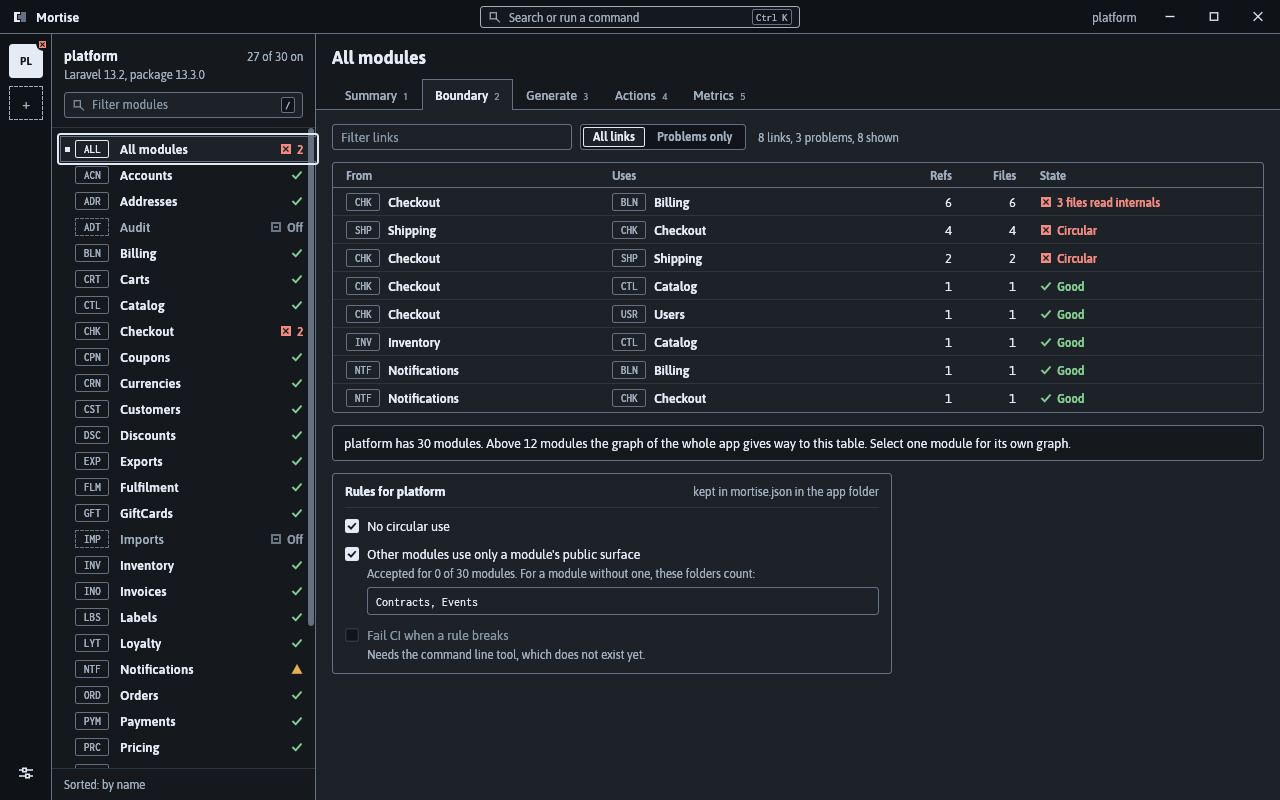 Mortise
Search or run a command
Ctrl K
platform
PL
+
platform
27 of 30 on
Laravel 13.2, package 13.3.0
Filter modules
/
ALL All modules 2
ACN Accounts
ADR Addresses
ADT Audit Off
BLN Billing
CRT Carts
CTL Catalog
CHK Checkout 2
CPN Coupons
CRN Currencies
CST Customers
DSC Discounts
EXP Exports
FLM Fulfilment
GFT GiftCards
IMP Imports Off
INV Inventory
INO Invoices
LBS Labels
LYT Loyalty
NTF Notifications
ORD Orders
PYM Payments
PRC Pricing
Sorted: by name
All modules
Summary 1
Boundary 2
Generate 3
Actions 4
Metrics 5
Filter links
All links
Problems only
8 links, 3 problems, 8 shown
From Uses Refs Files State
CHK Checkout BLN Billing 6 6 3 files read internals
SHP Shipping CHK Checkout 4 4 Circular
CHK Checkout SHP Shipping 2 2 Circular
CHK Checkout CTL Catalog 1 1 Good
CHK Checkout USR Users 1 1 Good
INV Inventory CTL Catalog 1 1 Good
NTF Notifications BLN Billing 1 1 Good
NTF Notifications CHK Checkout 1 1 Good
platform has 30 modules. Above 12 modules the graph of the whole app gives way to this table. Select one module for its own graph.
Rules for platform
kept in mortise.json in the app folder
No circular use
Other modules use only a module's public surface
Accepted for 0 of 30 modules. For a module without one, these folders count:
Contracts, Events
Fail CI when a rule breaks
Needs the command line tool, which does not exist yet.